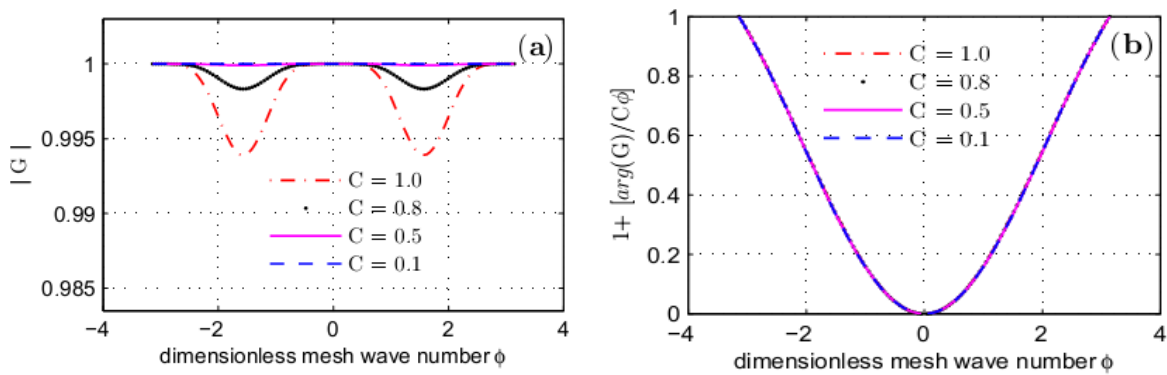 (a)
1
0.995
0.99
0.985
| G |
C = 1.0
C = 0.8
C = 0.5
C = 0.1
−4 −2 0 2 4
dimensionless mesh wave number ϕ
(b)
1
0.8
0.6
0.4
0.2
0
1+ [arg(G)/Cϕ]
C = 1.0
C = 0.8
C = 0.5
C = 0.1
−4 −2 0 2 4
dimensionless mesh wave number ϕ